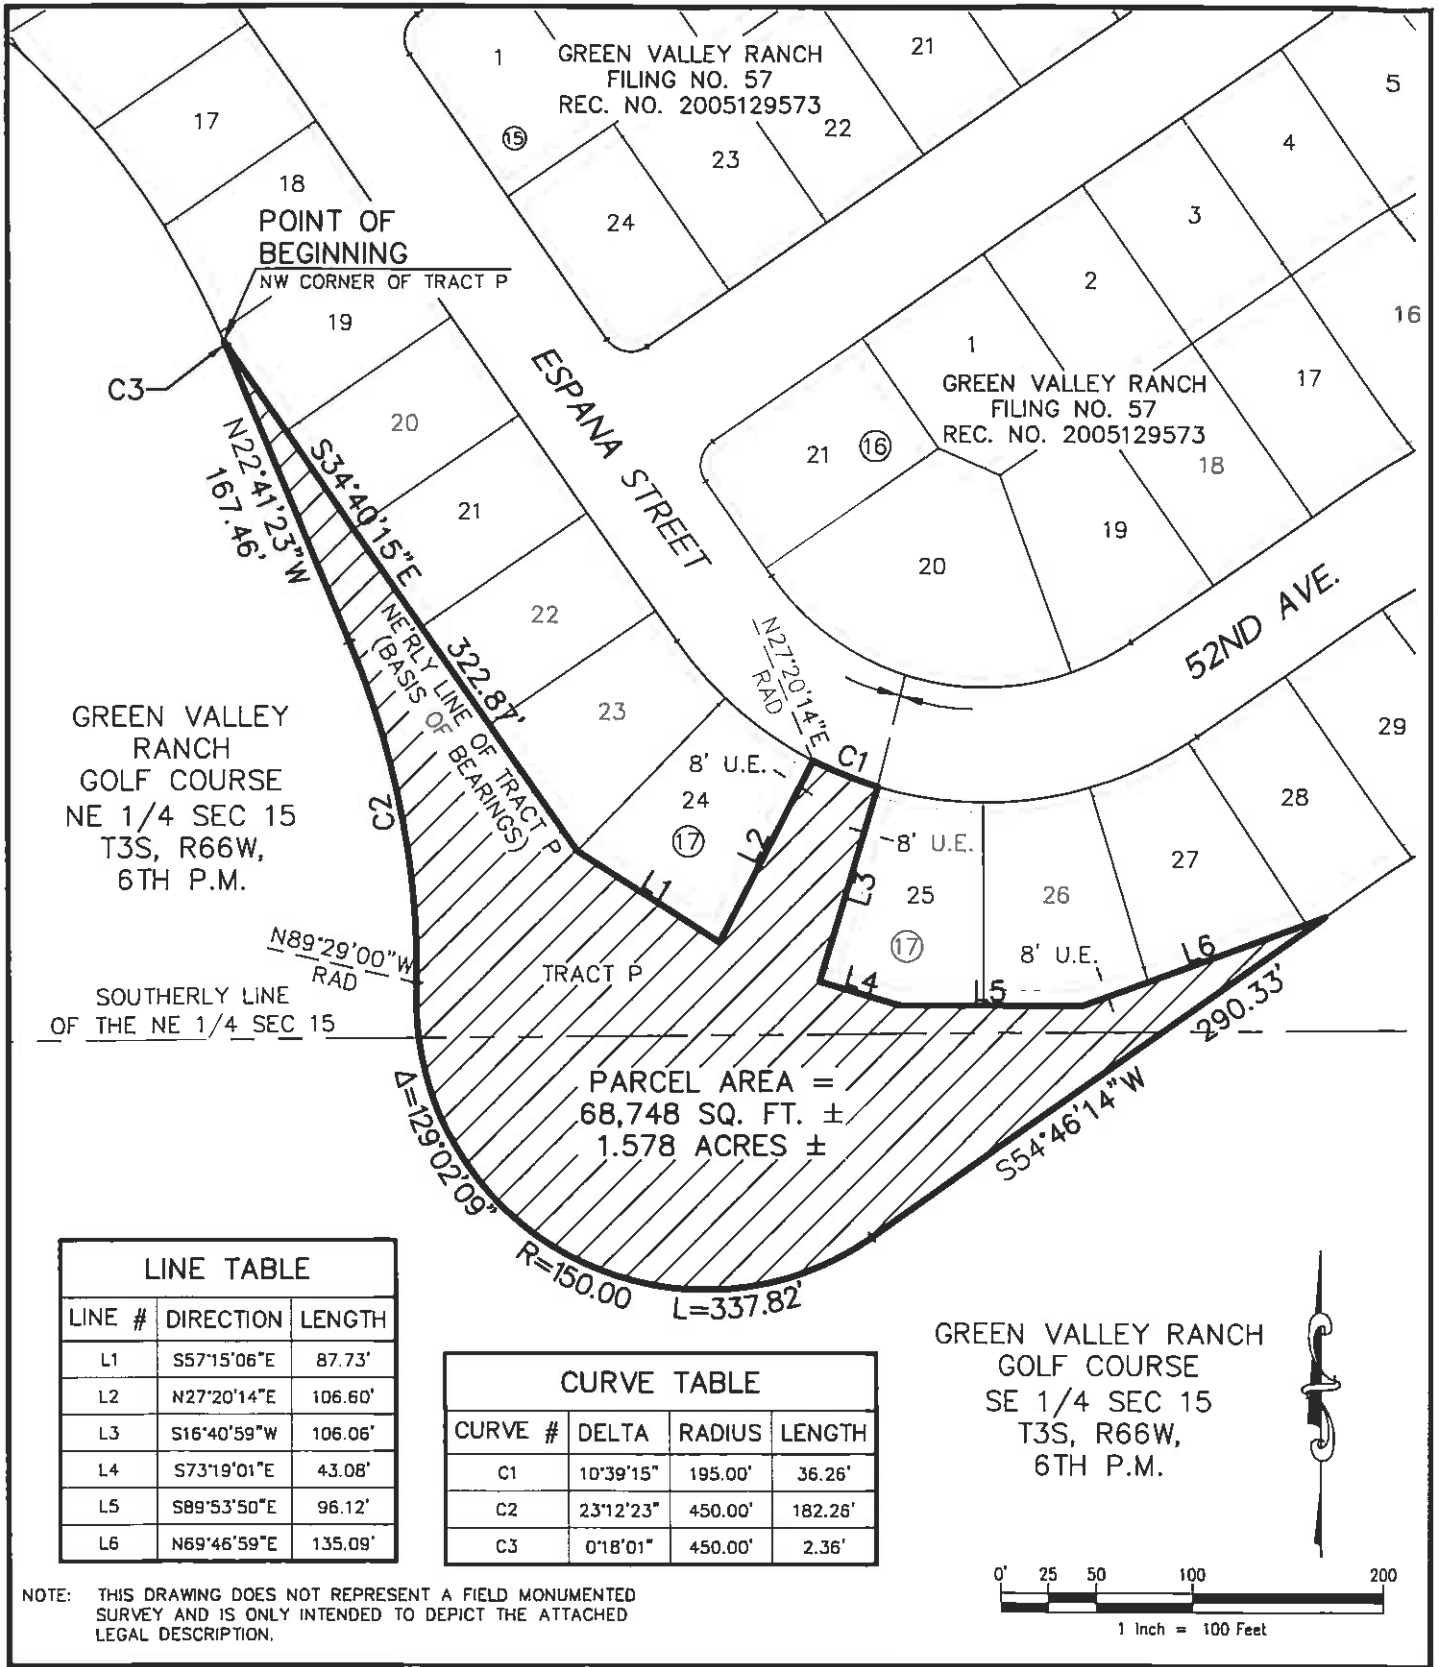 1
GREEN VALLEY RANCH
FILING NO. 57
REC. NO. 2005129573
21
5
17
15
22
4
23
18
24
3
POINT OF
BEGINNING
NW CORNER OF TRACT P
2
19
16
1
C3
ESPANA STREET
GREEN VALLEY RANCH
FILING NO. 57
REC. NO. 2005129573
17
20
N22°41'23"W
167.46'
S34°40'15"E
322.87'
21
16
18
21
19
20
22
NE'RLY LINE OF TRACT P
(BASIS OF BEARINGS)
N27°20'14"E
RAD
52ND AVE.
GREEN VALLEY
RANCH
GOLF COURSE
NE 1/4 SEC 15
T3S, R66W,
6TH P.M.
23
29
8' U.E.
C1
24
17
C2
L2
28
8' U.E.
27
L1
L3
25
26
17
N89°29'00"W
RAD
TRACT P
8' U.E.
L6
L4
L5
SOUTHERLY LINE
OF THE NE 1/4 SEC 15
290.33'
S54°46'14"W
PARCEL AREA =
68,748 SQ. FT. ±
1.578 ACRES ±
Δ=129°02'09"
R=150.00
L=337.82'
LINE TABLE
LINE # DIRECTION LENGTH
L1 S57°15'06"E 87.73'
L2 N27°20'14"E 106.60'
L3 S16°40'59"W 106.06'
L4 S73°19'01"E 43.08'
L5 S89°53'50"E 96.12'
L6 N69°46'59"E 135.09'
CURVE TABLE
CURVE # DELTA RADIUS LENGTH
C1 10°39'15" 195.00' 36.26'
C2 23°12'23" 450.00' 182.26'
C3 0°18'01" 450.00' 2.36'
GREEN VALLEY RANCH
GOLF COURSE
SE 1/4 SEC 15
T3S, R66W,
6TH P.M.
0' 25 50 100 200
1 Inch = 100 Feet
NOTE: THIS DRAWING DOES NOT REPRESENT A FIELD MONUMENTED
SURVEY AND IS ONLY INTENDED TO DEPICT THE ATTACHED
LEGAL DESCRIPTION.